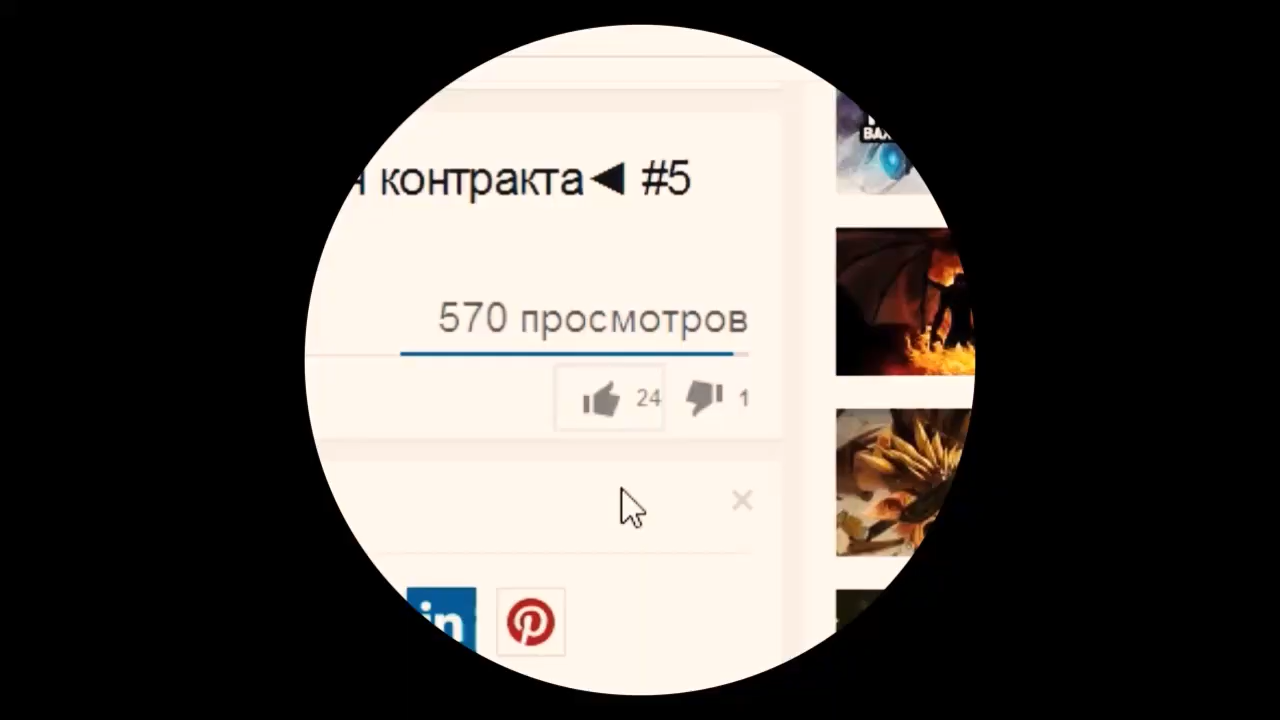 контракта◄ #5
570 просмотров
24 1
in